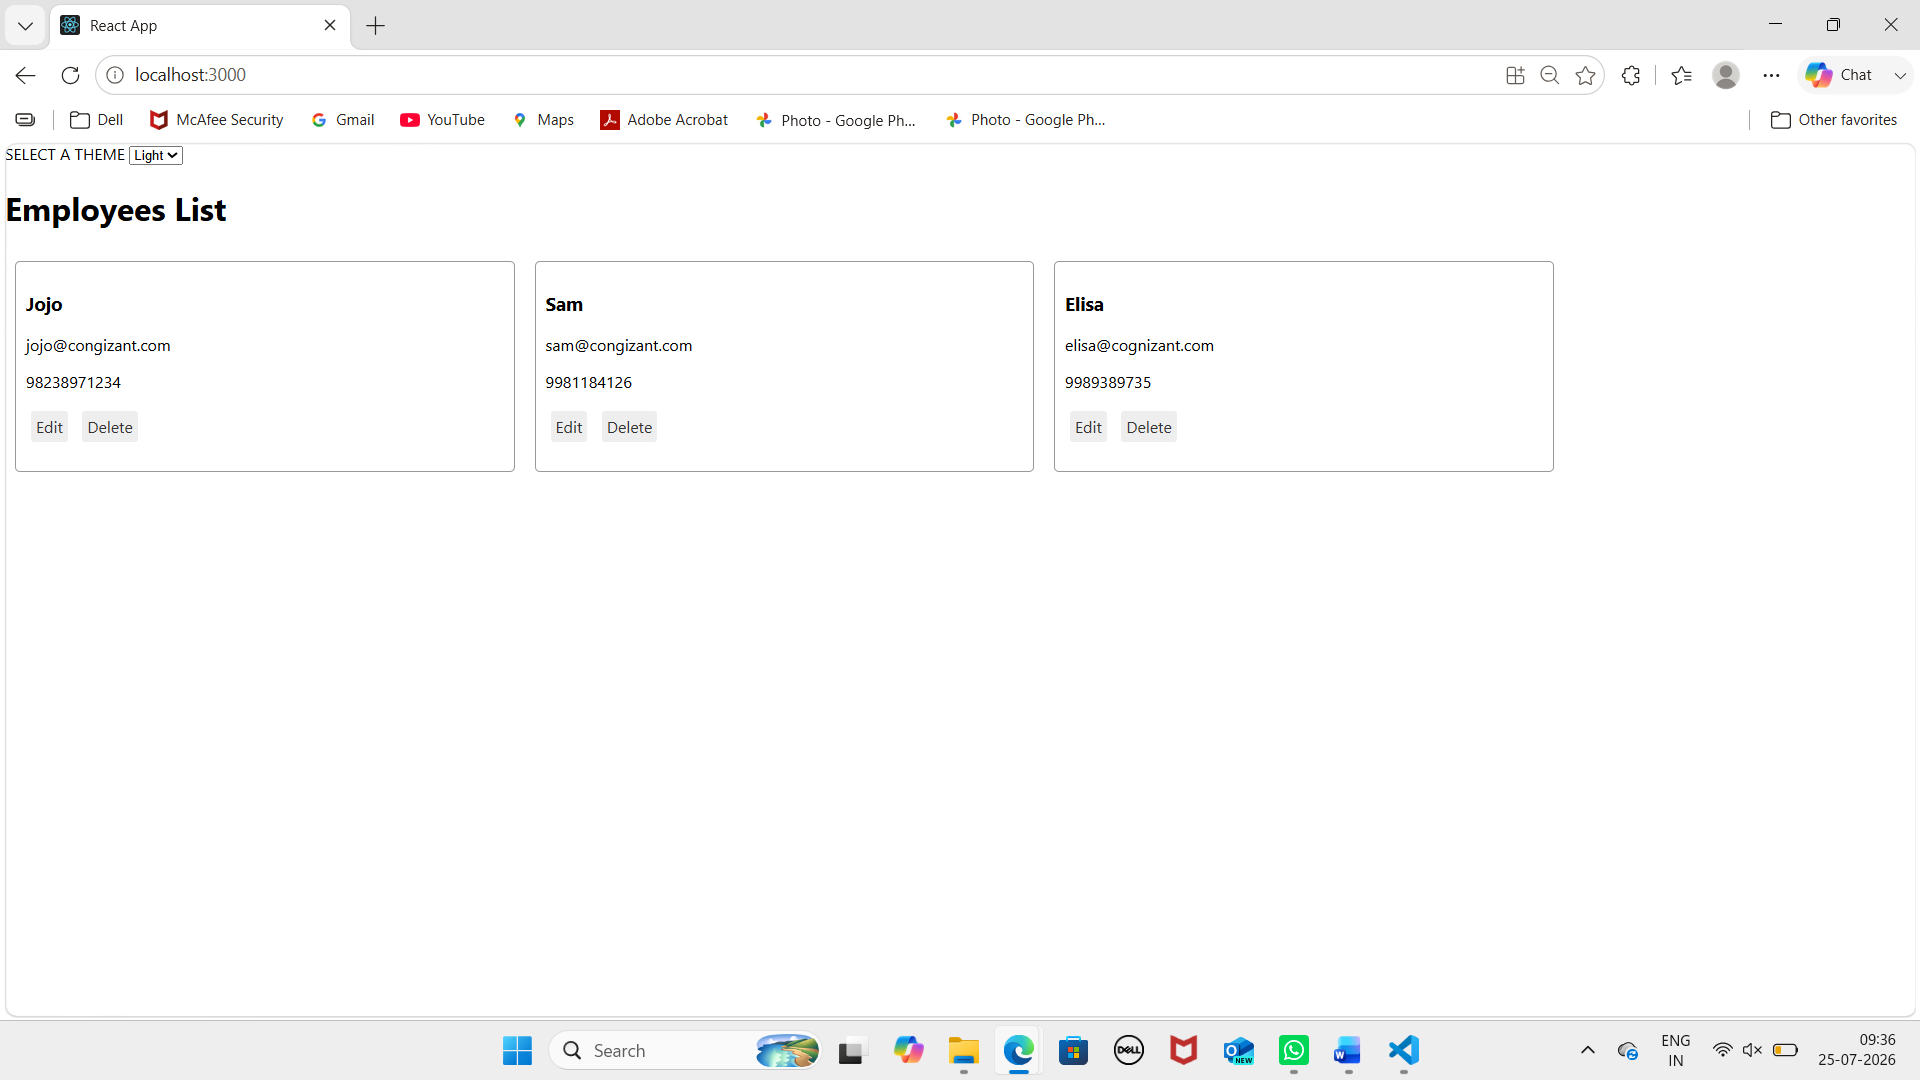 React App
localhost:3000
Chat
Dell
McAfee Security
Gmail
YouTube
Maps
Adobe Acrobat
Photo - Google Ph...
Photo - Google Ph...
Other favorites
SELECT A THEME Light
Employees List
Jojo
jojo@congizant.com
98238971234
Edit Delete
Sam
sam@congizant.com
9981184126
Edit Delete
Elisa
elisa@cognizant.com
9989389735
Edit Delete
Search
DELL
NEW
ENG
IN
09:36
25-07-2026